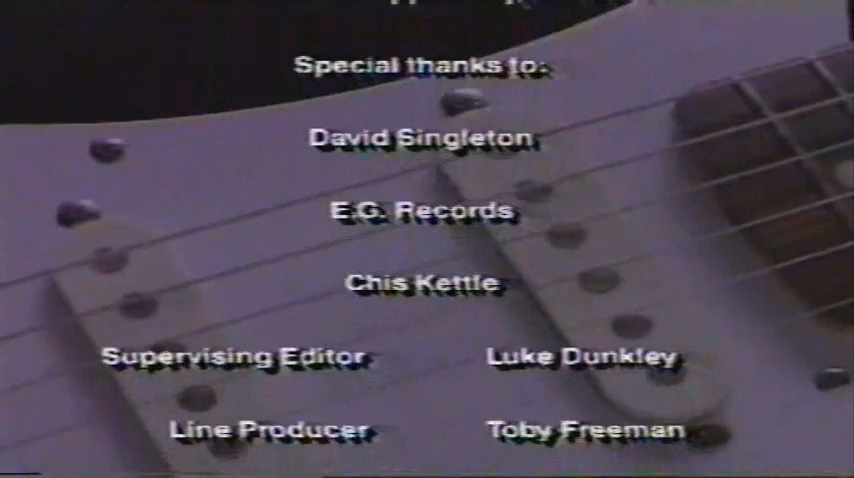 Special thanks to:
David Singleton
E.G. Records
Chis Kettle
Supervising Editor Luke Dunkley
Line Producer Toby Freeman